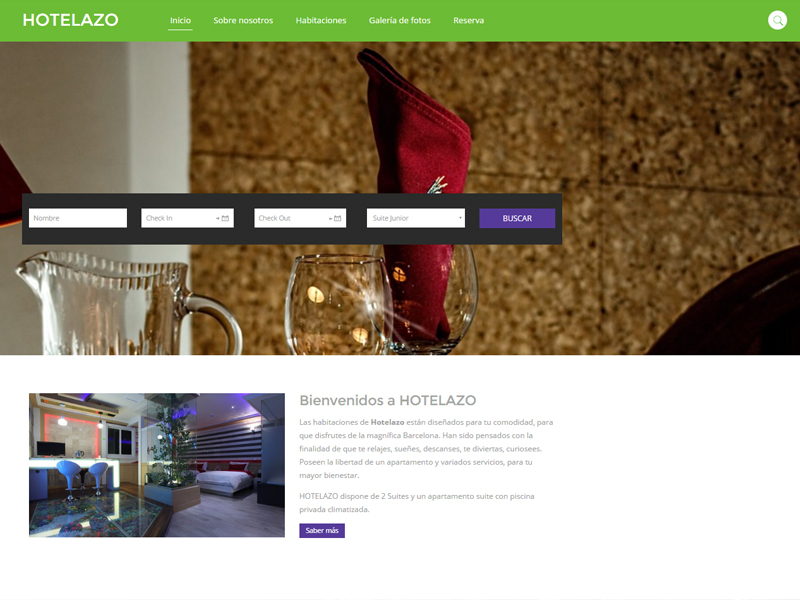 HOTELAZO
Inicio Sobre nosotros Habitaciones Galería de fotos Reserva
Nombre Check In Check Out Suite Junior BUSCAR
Bienvenidos a HOTELAZO
Las habitaciones de Hotelazo están diseñados para tu comodidad, para
que disfrutes de la magnífica Barcelona. Han sido pensados con la
finalidad de que te relajes, sueñes, descanses, te diviertas, curiosees.
Poseen la libertad de un apartamento y variados servicios, para tu
mayor bienestar.
HOTELAZO dispone de 2 Suites y un apartamento suite con piscina
privada climatizada.
Saber más